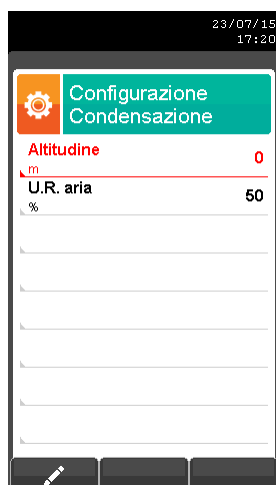 23/07/15
17:20
Configurazione
Condensazione
Altitudine 0
m
U.R. aria 50
%